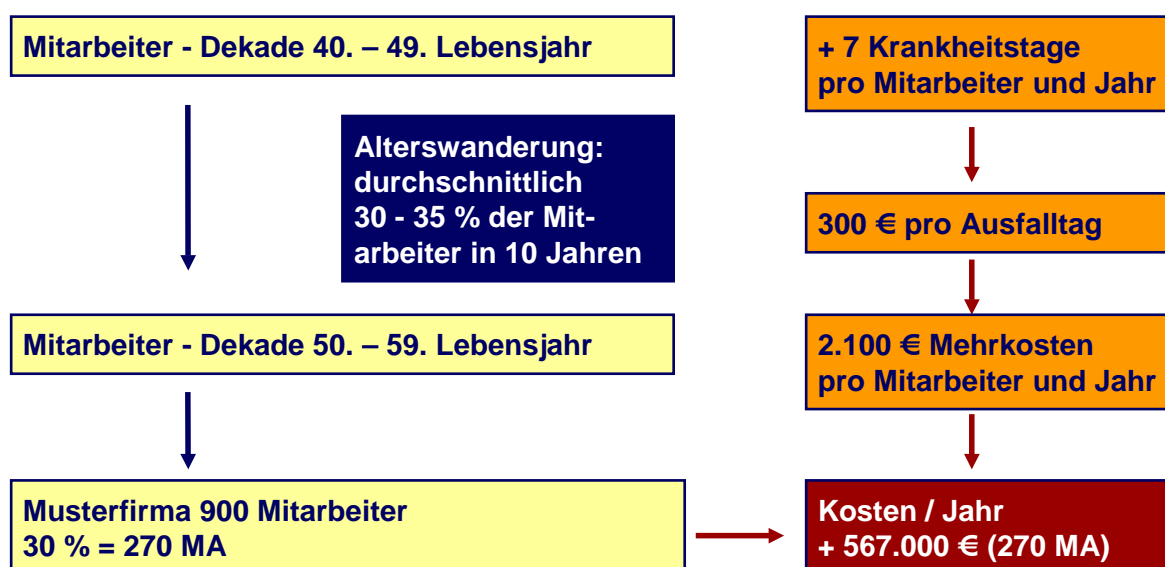 Mitarbeiter - Dekade 40. – 49. Lebensjahr
+ 7 Krankheitstage
pro Mitarbeiter und Jahr
Alterswanderung:
durchschnittlich
30 - 35 % der Mit-
arbeiter in 10 Jahren
300 € pro Ausfalltag
Mitarbeiter - Dekade 50. – 59. Lebensjahr
2.100 € Mehrkosten
pro Mitarbeiter und Jahr
Musterfirma 900 Mitarbeiter
30 % = 270 MA
Kosten / Jahr
+ 567.000 € (270 MA)